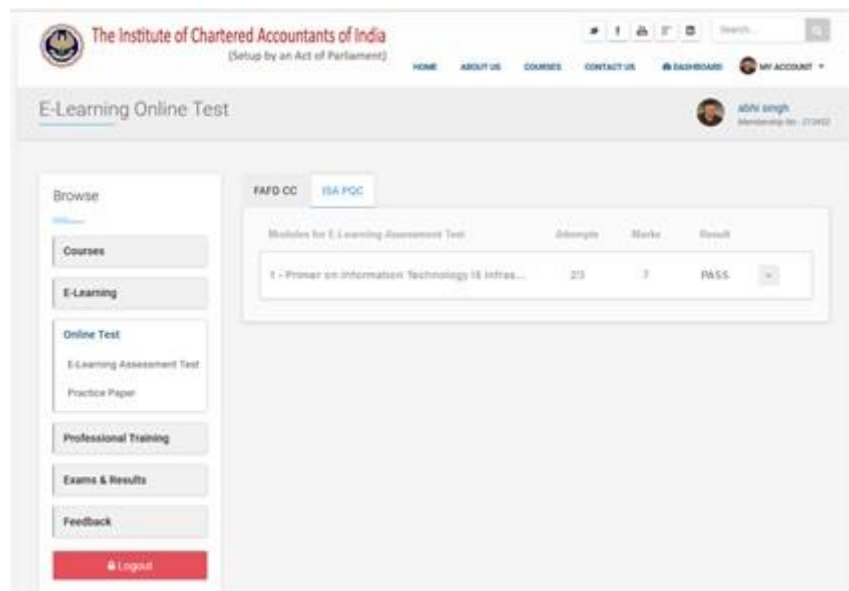 The Institute of Chartered Accountants of India
(Setup by an Act of Parliament)
Search...
HOME ABOUT US COURSES CONTACT US DASHBOARD MY ACCOUNT
E-Learning Online Test
abhi singh
Membership No -
Browse
FAFD CC ISA PQC
Courses
E-Learning
Online Test
E-Learning Assessment Test
Practice Paper
Professional Training
Exams & Results
Feedback
Logout
Modules for E-Learning Assessment Test Attempts Marks Result
1 - Primer on Information Technology IS Infras... 2/3 7 PASS